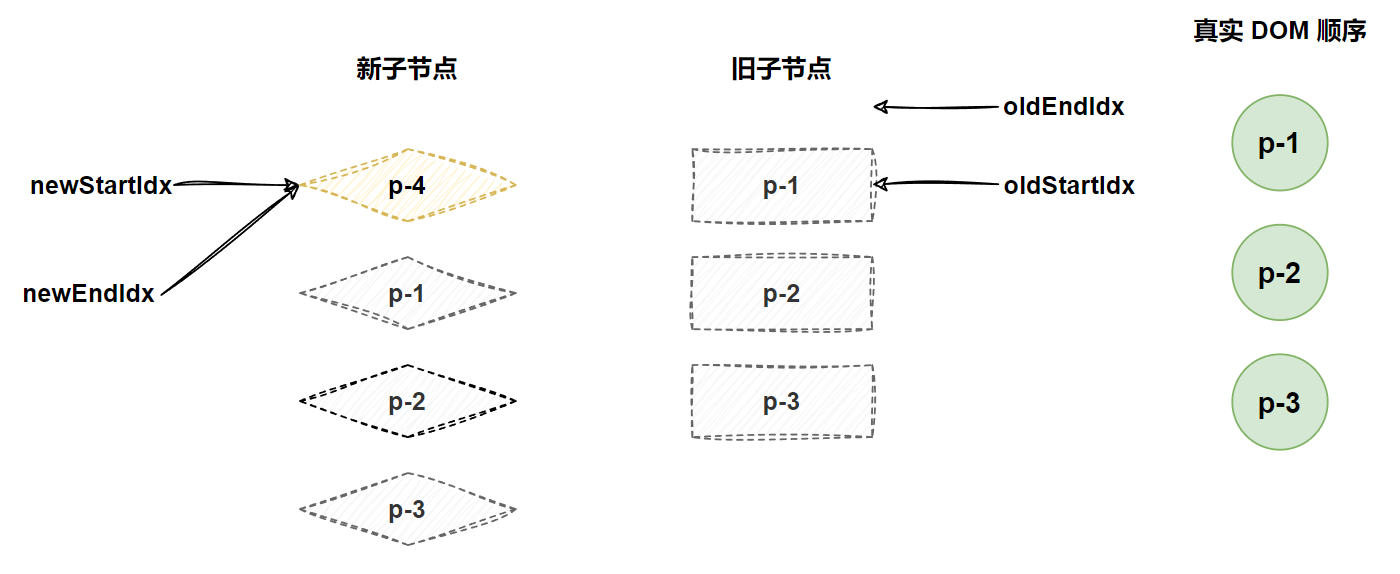 真实 DOM 顺序
新子节点
旧子节点
oldEndIdx
p-1
newStartIdx
p-4
p-1
oldStartIdx
newEndIdx
p-1
p-2
p-2
p-2
p-3
p-3
p-3